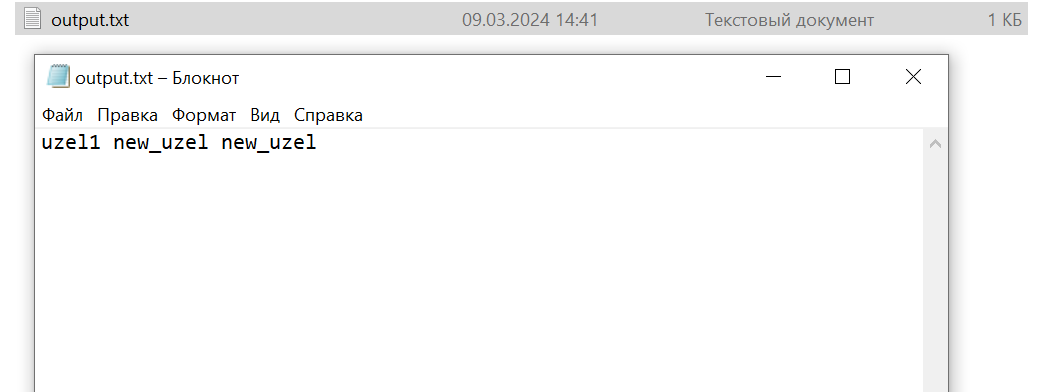 output.txt 09.03.2024 14:41 Текстовый документ 1 КБ
output.txt – Блокнот
Файл Правка Формат Вид Справка
uzel1 new_uzel new_uzel